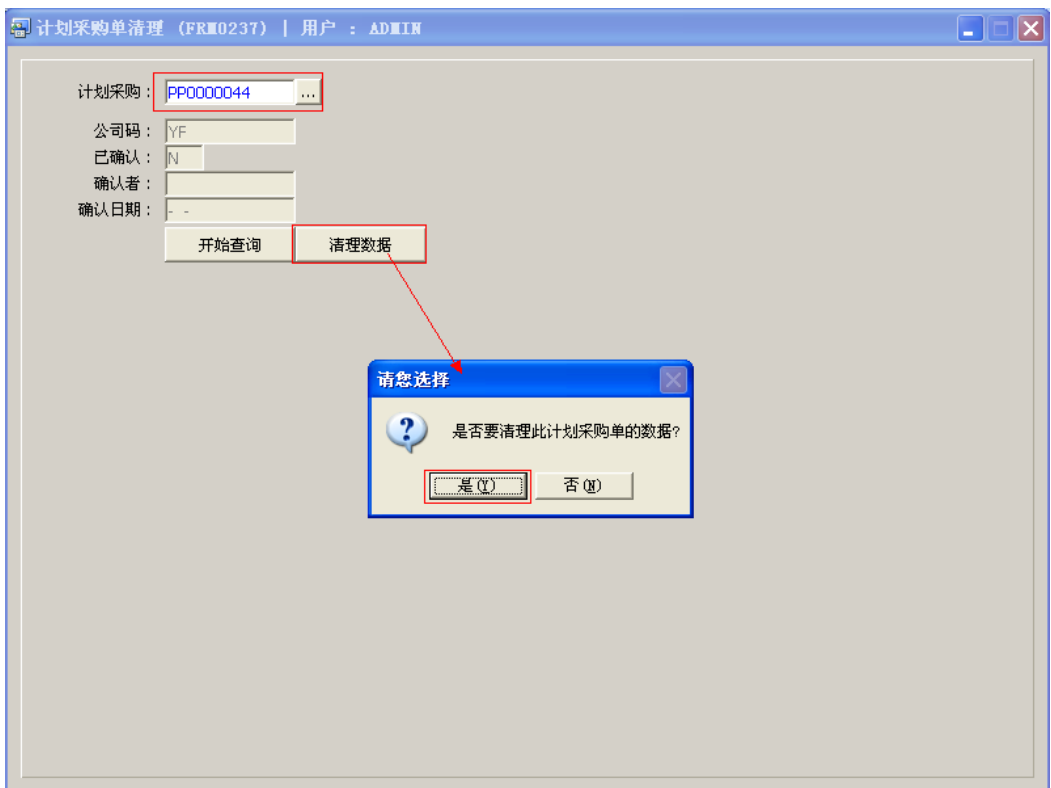 计划采购单清理 (FRM0237) | 用户 : ADMIN
计划采购: PP0000044 ...
公司码: YF
已确认: N
确认者:
确认日期: - -
开始查询 清理数据
请您选择
是否要清理此计划采购单的数据?
是(Y) 否(N)